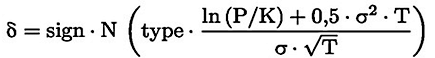 δ = sign · N ( type · (ln (P/K) + 0,5 · σ² · T) / (σ · √T) )